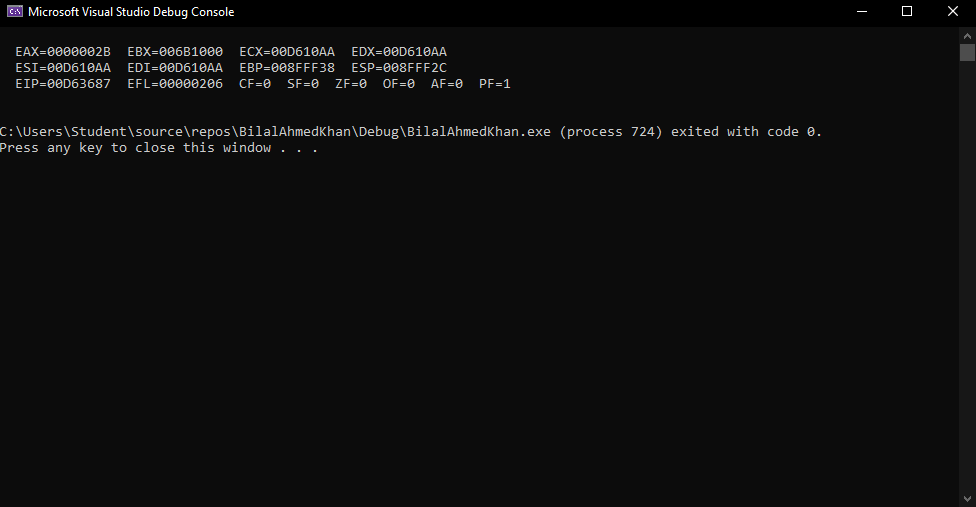 Microsoft Visual Studio Debug Console
EAX=0000002B  EBX=006B1000  ECX=00D610AA  EDX=00D610AA
ESI=00D610AA  EDI=00D610AA  EBP=008FFF38  ESP=008FFF2C
EIP=00D63687  EFL=00000206  CF=0  SF=0  ZF=0  OF=0  AF=0  PF=1
C:\Users\Student\source\repos\BilalAhmedKhan\Debug\BilalAhmedKhan.exe (process 724) exited with code 0.
Press any key to close this window . . .